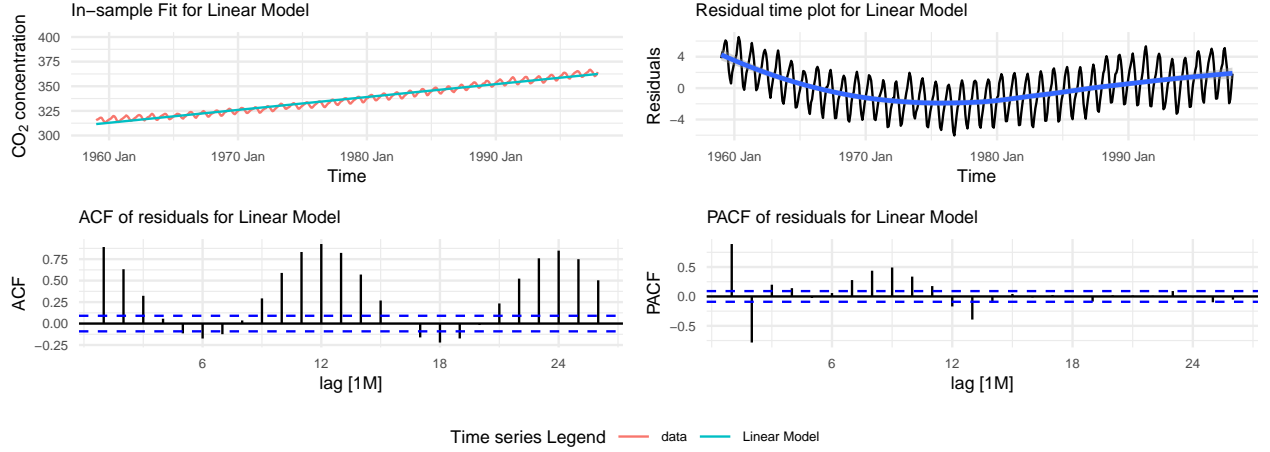 In−sample Fit for Linear Model
CO2 concentration
400
375
350
325
300
1960 Jan 1970 Jan 1980 Jan 1990 Jan
Time
Residual time plot for Linear Model
Residuals
4
0
−4
1960 Jan 1970 Jan 1980 Jan 1990 Jan
Time
ACF of residuals for Linear Model
ACF
0.75
0.50
0.25
0.00
−0.25
6 12 18 24
lag [1M]
PACF of residuals for Linear Model
PACF
0.5
0.0
−0.5
6 12 18 24
lag [1M]
Time series Legend data Linear Model